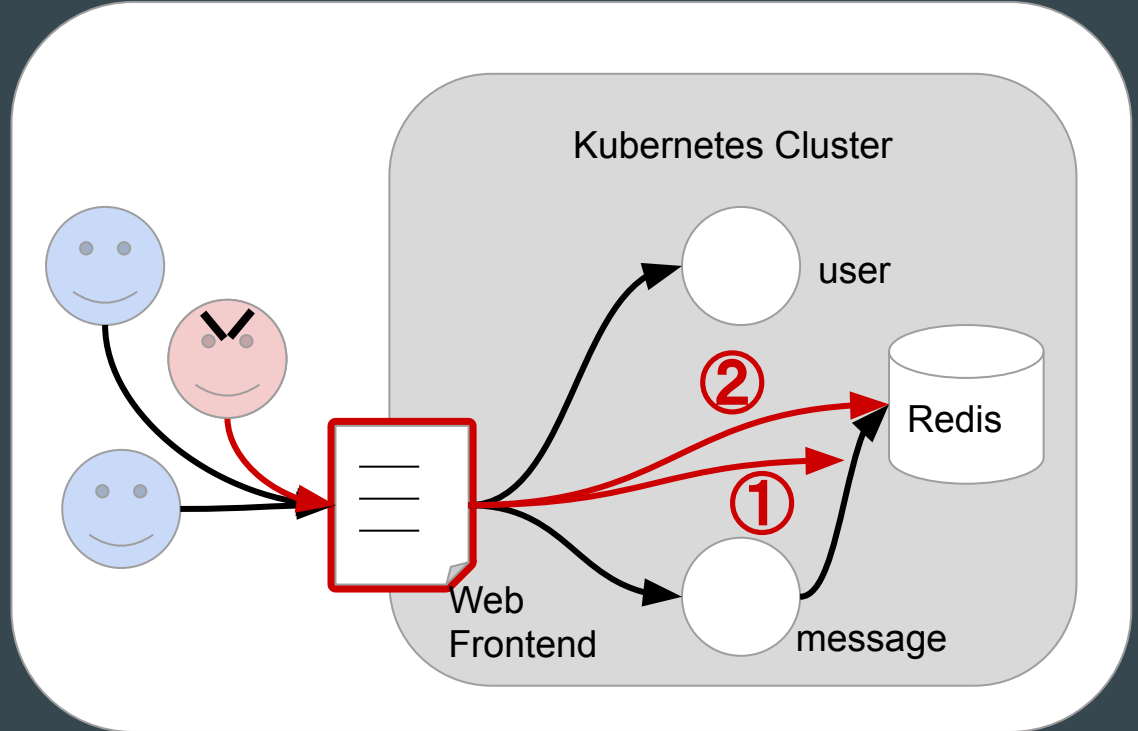 Kubernetes Cluster
user
②
Redis
①
Web
Frontend
message